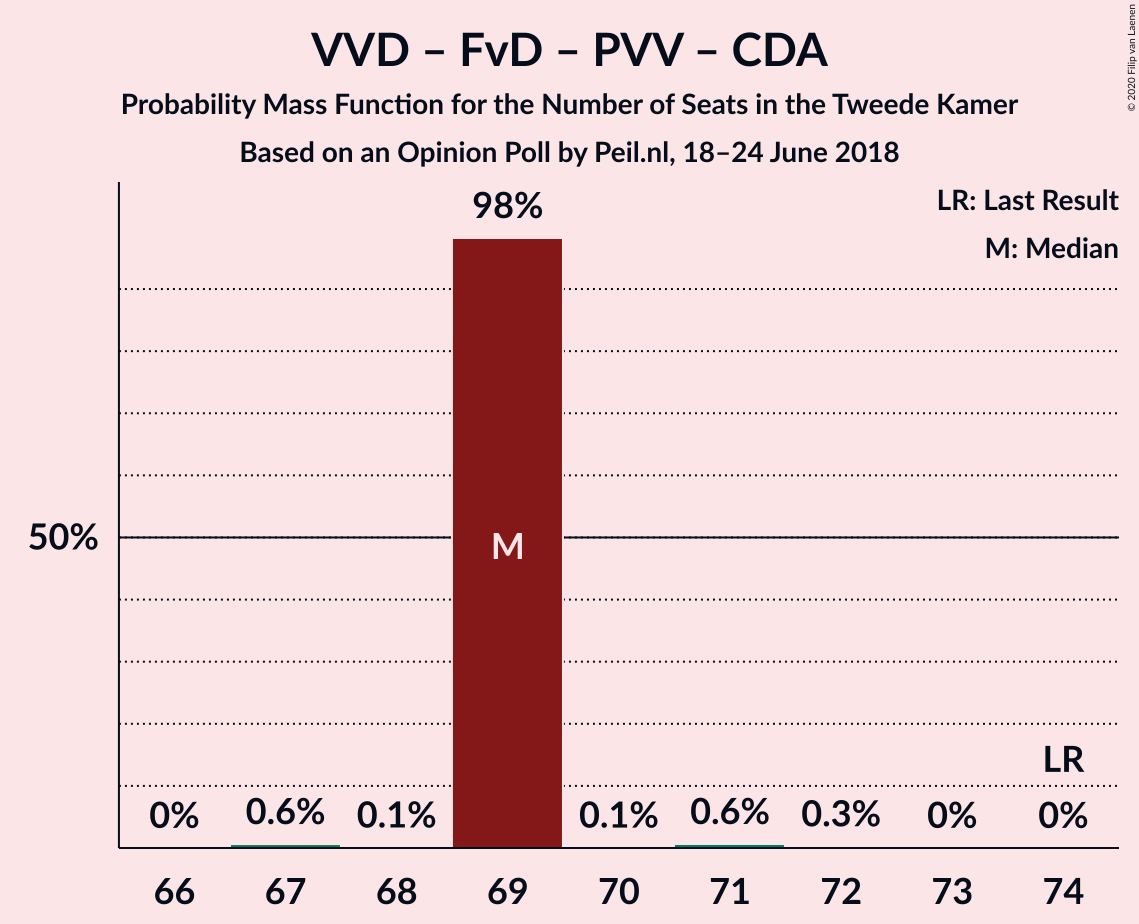 VVD – FvD – PVV – CDA
Probability Mass Function for the Number of Seats in the Tweede Kamer
Based on an Opinion Poll by Peil.nl, 18–24 June 2018
© 2020 Filip van Laenen
LR: Last Result
M: Median
98%
50%
M
LR
0% 0.6% 0.1% 0.1% 0.6% 0.3% 0% 0%
66 67 68 69 70 71 72 73 74